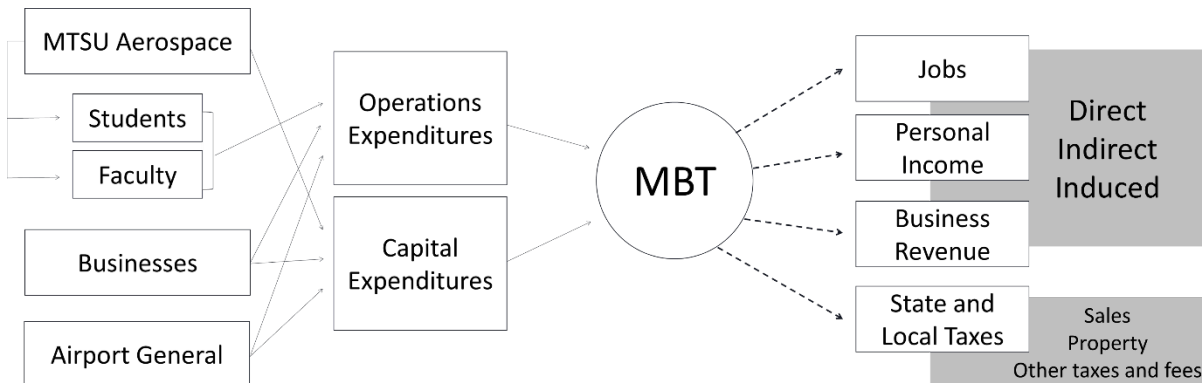 MTSU Aerospace
Students
Faculty
Businesses
Airport General
Operations
Expenditures
Capital
Expenditures
MBT
Jobs
Personal
Income
Business
Revenue
State and
Local Taxes
Direct
Indirect
Induced
Sales
Property
Other taxes and fees